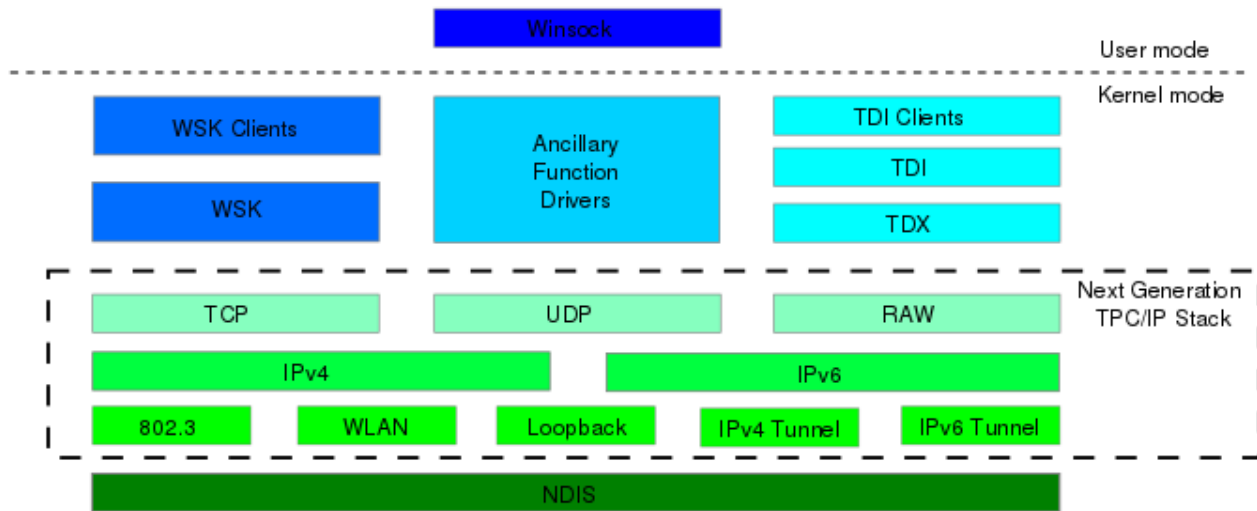 Winsock
User mode
Kernel mode
WSK Clients
Ancillary
Function
Drivers
TDI Clients
TDI
WSK
TDX
Next Generation
TPC/IP Stack
TCP
UDP
RAW
IPv4
IPv6
802.3
WLAN
Loopback
IPv4 Tunnel
IPv6 Tunnel
NDIS